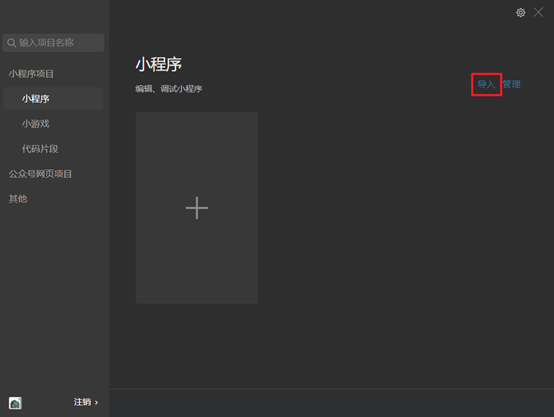 输入项目名称
小程序项目
小程序
小游戏
代码片段
公众号网页项目
其他
注销 ›
小程序
编辑、调试小程序
导入 管理